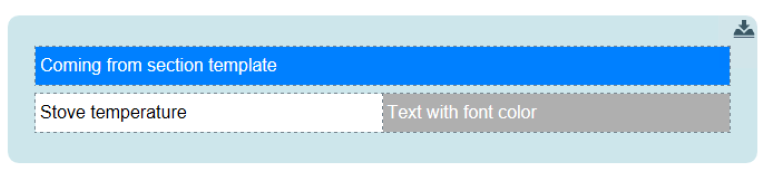 Coming from section template
Stove temperature
Text with font color